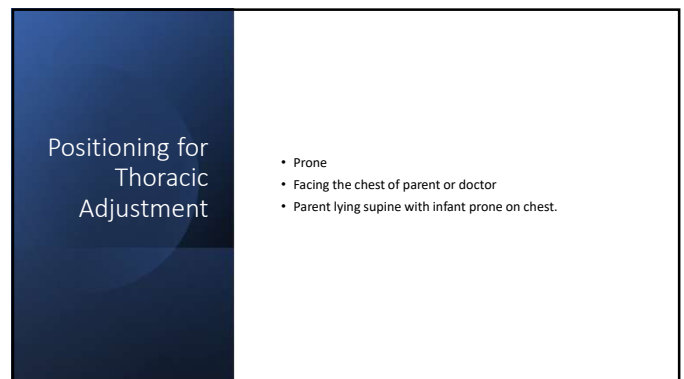 Positioning for
Thoracic
Adjustment
• Prone
• Facing the chest of parent or doctor
• Parent lying supine with infant prone on chest.